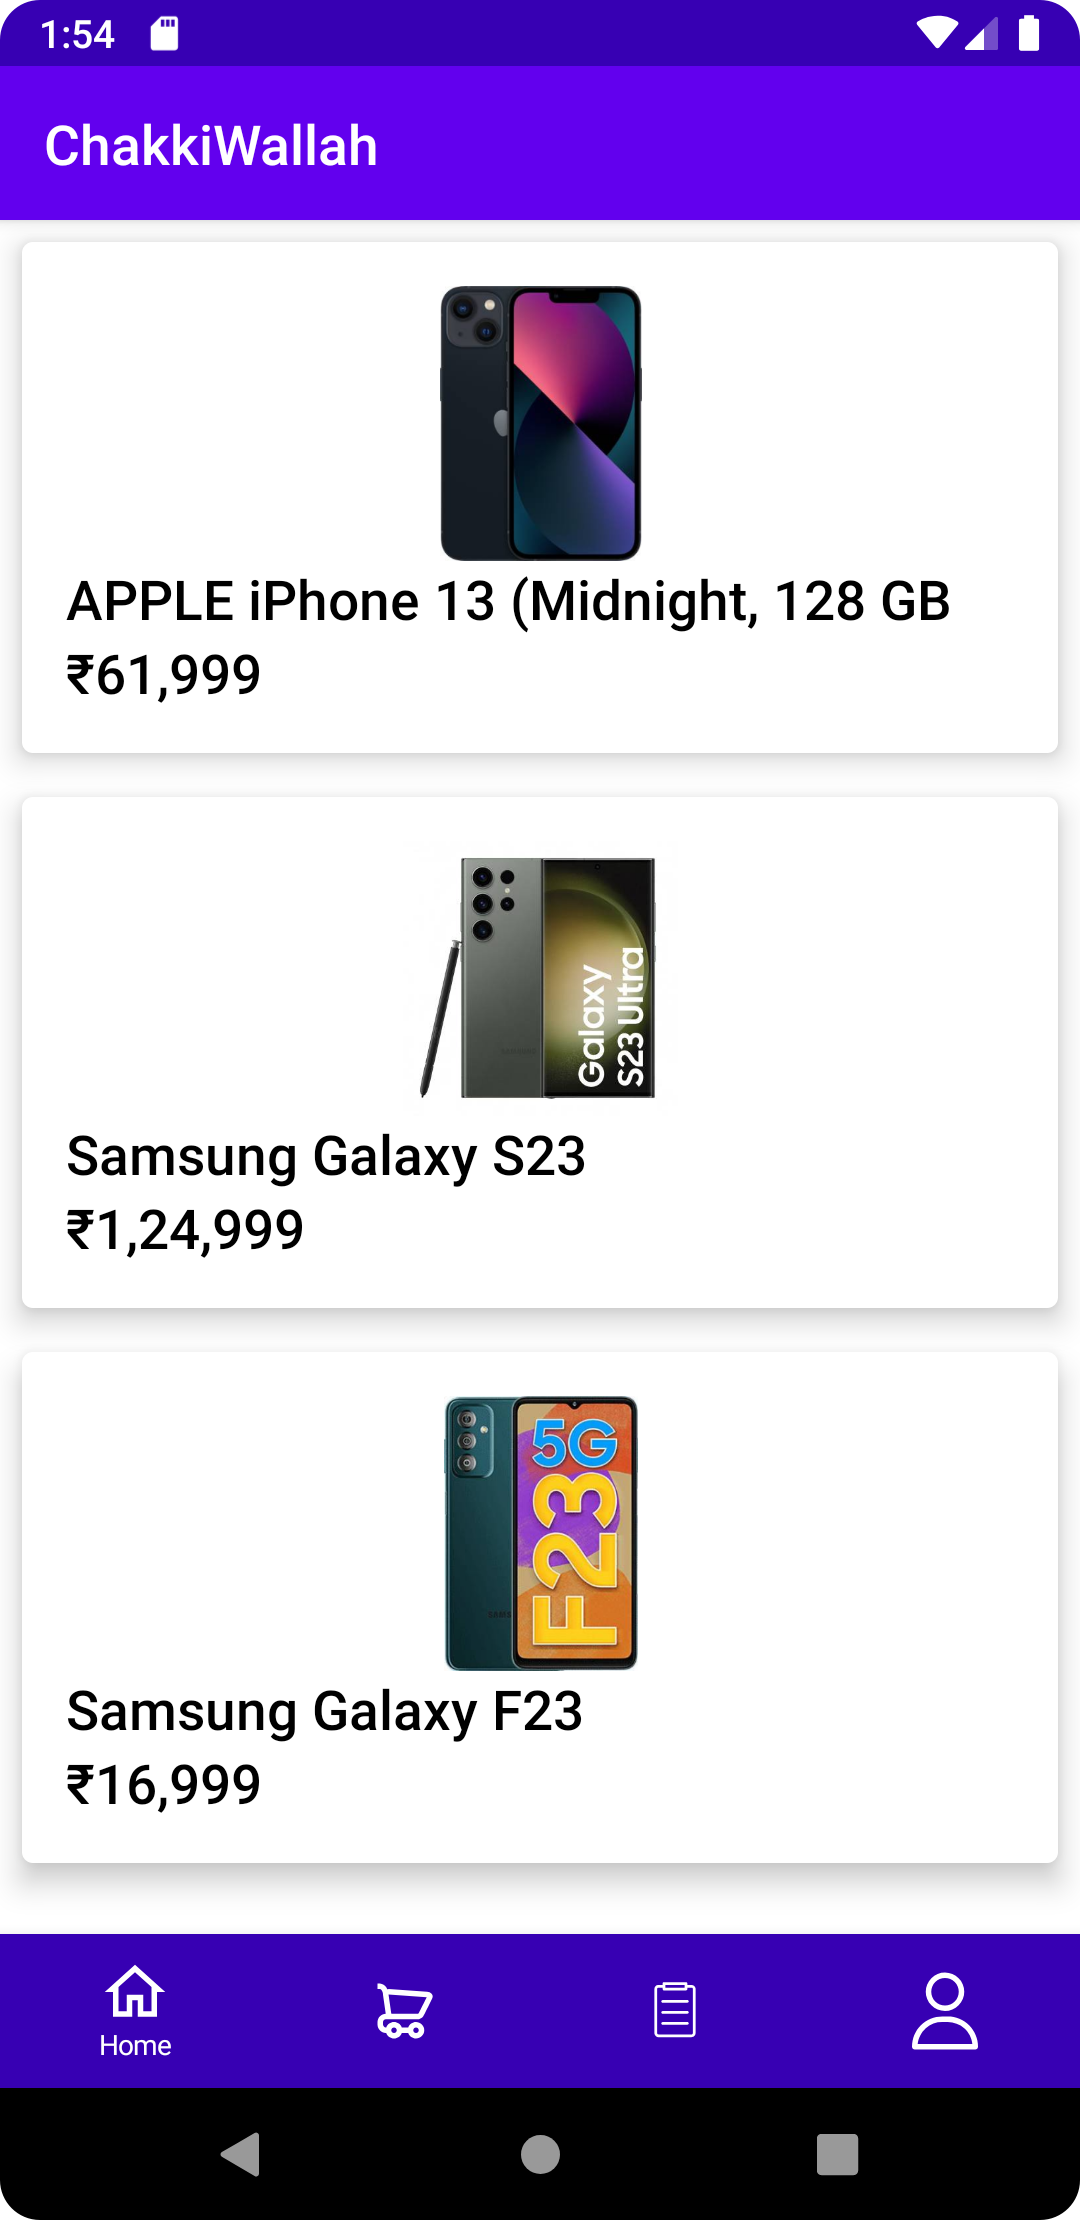 1:54
ChakkiWallah
APPLE iPhone 13 (Midnight, 128 GB
₹61,999
Galaxy
S23 Ultra
Samsung Galaxy S23
₹1,24,999
5G
F23
Samsung Galaxy F23
₹16,999
Home